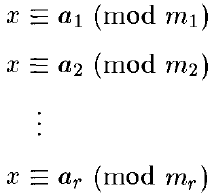 x ≡ a₁ (mod m₁)
x ≡ a₂ (mod m₂)
⋮
x ≡ aᵣ (mod mᵣ)